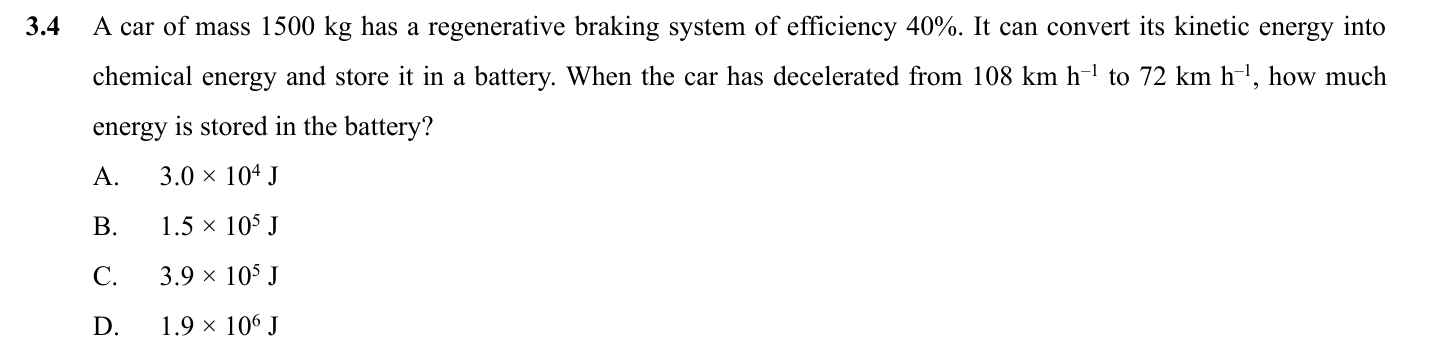 3.4 A car of mass 1500 kg has a regenerative braking system of efficiency 40%. It can convert its kinetic energy into
chemical energy and store it in a battery. When the car has decelerated from 108 km h⁻¹ to 72 km h⁻¹, how much
energy is stored in the battery?
A. 3.0 × 10⁴ J
B. 1.5 × 10⁵ J
C. 3.9 × 10⁵ J
D. 1.9 × 10⁶ J